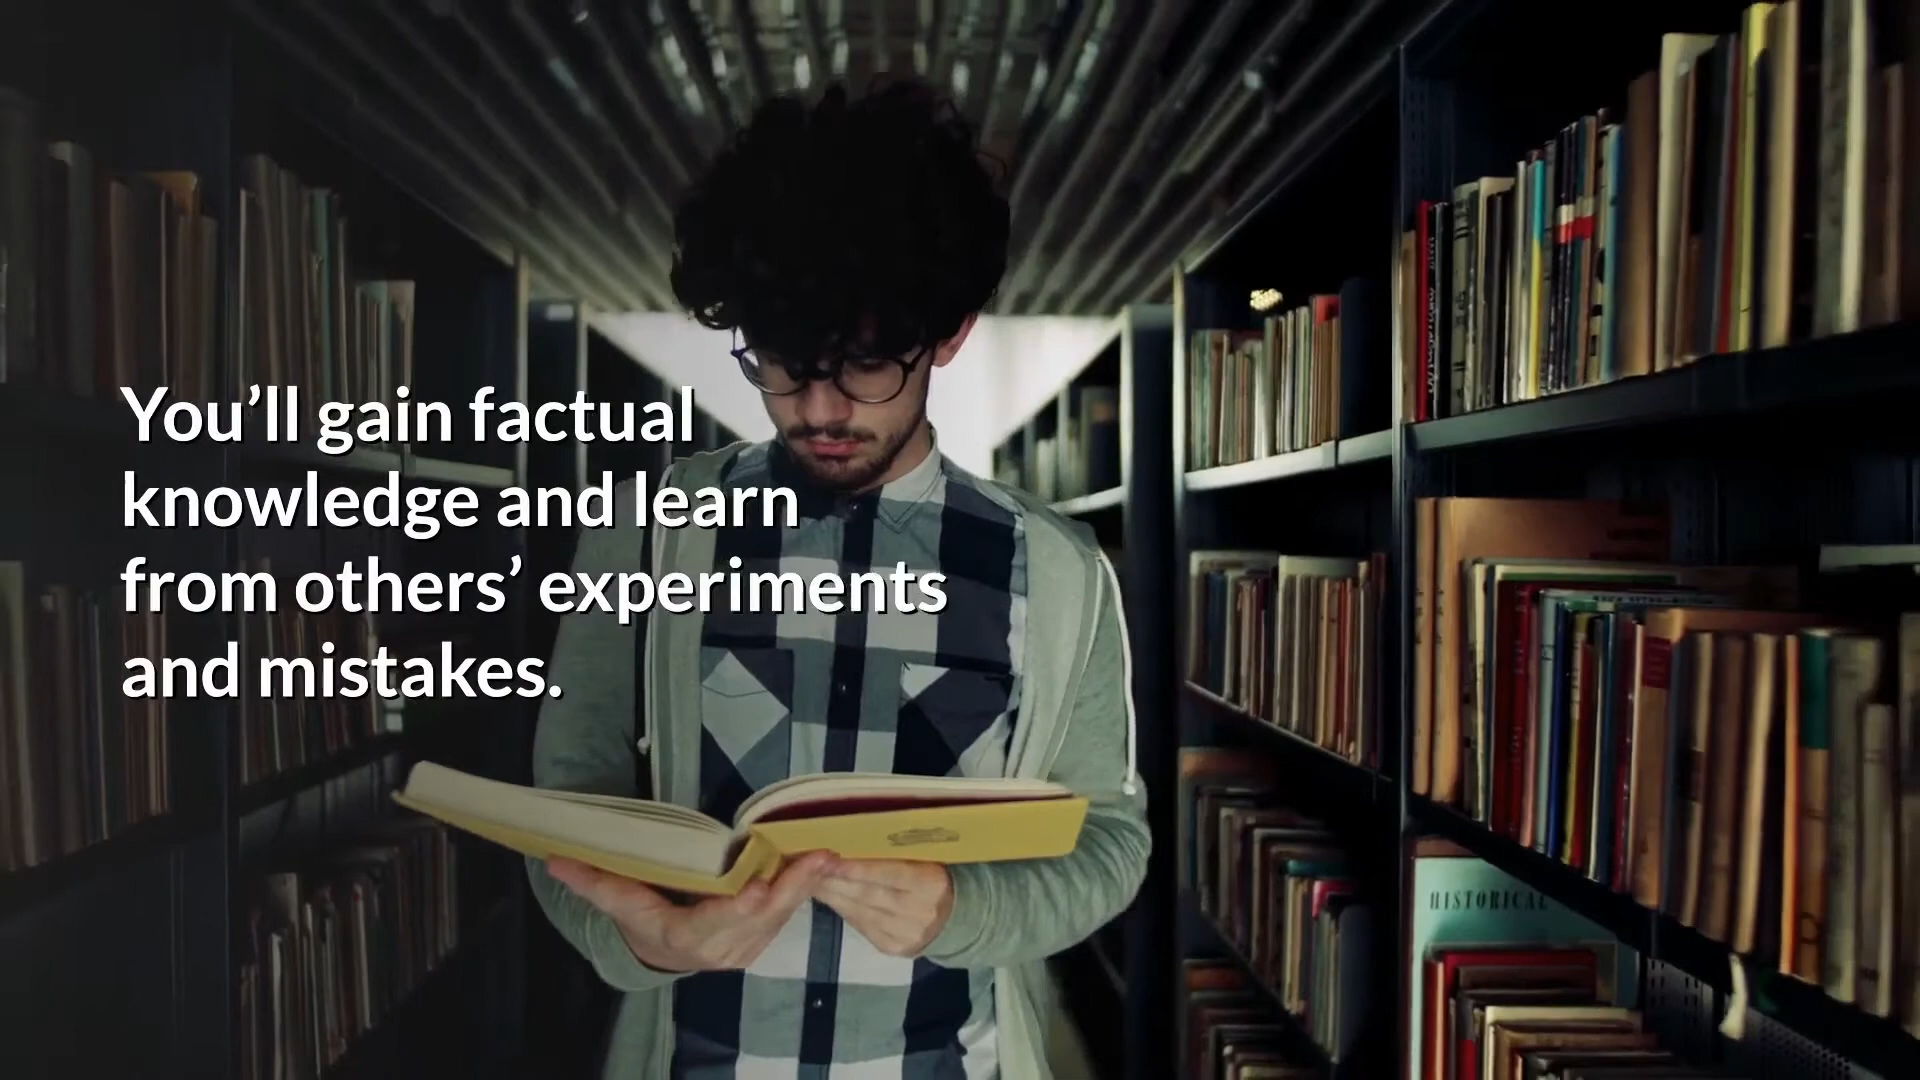 You’ll gain factual
knowledge and learn
from others’ experiments
and mistakes.
HISTORICAL